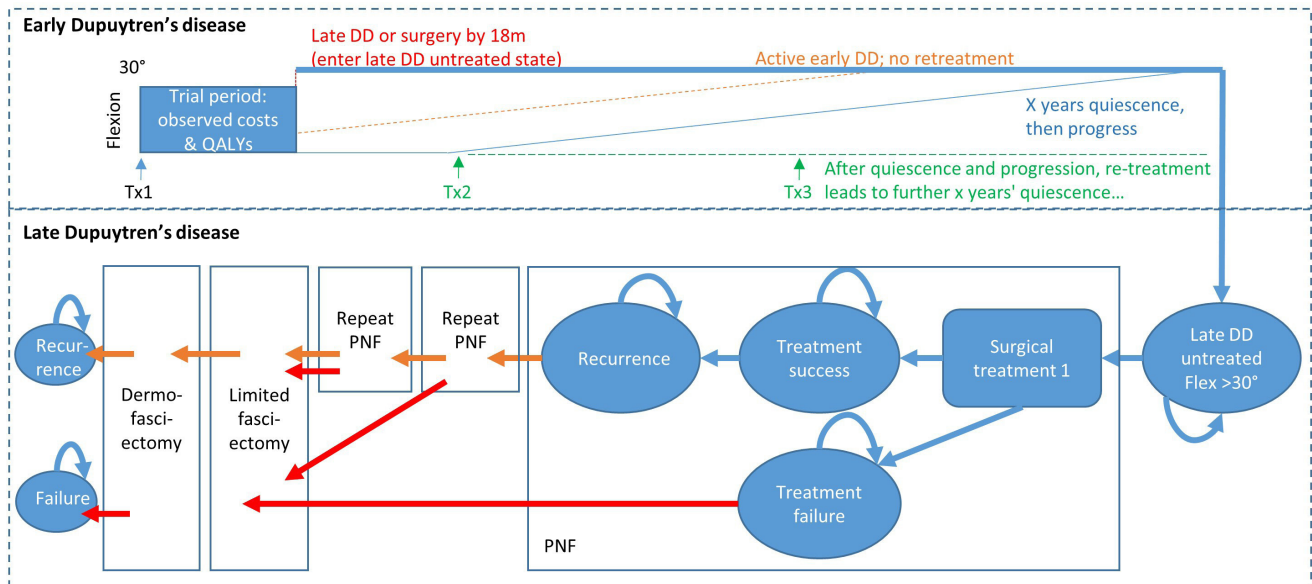 Early Dupuytren's disease
Late DD or surgery by 18m
(enter late DD untreated state)
30°
Flexion
Trial period:
observed costs
& QALYs
Active early DD; no retreatment
X years quiescence,
then progress
Tx1
Tx2
Tx3
After quiescence and progression, re-treatment
leads to further x years' quiescence…
Late Dupuytren's disease
Recur-
rence
Failure
Dermo-
fasci-
ectomy
Limited
fasci-
ectomy
Repeat
PNF
Repeat
PNF
Recurrence
Treatment
success
Surgical
treatment 1
Late DD
untreated
Flex >30°
Treatment
failure
PNF